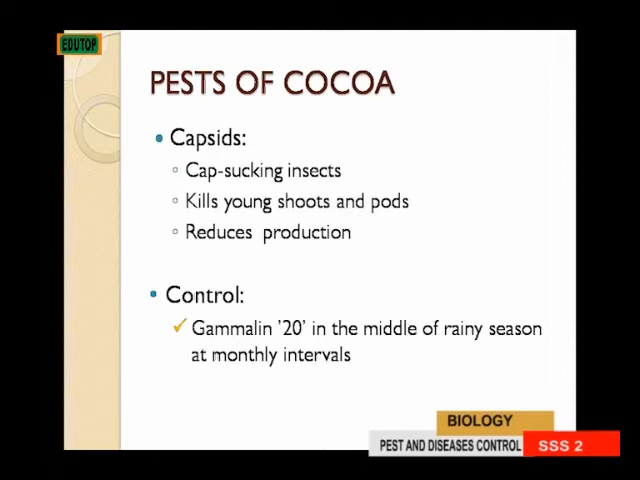 EDUTOP
PESTS OF COCOA
Capsids:
Cap-sucking insects
Kills young shoots and pods
Reduces production
Control:
Gammalin '20' in the middle of rainy season
at monthly intervals
BIOLOGY
PEST AND DISEASES CONTROL SSS 2